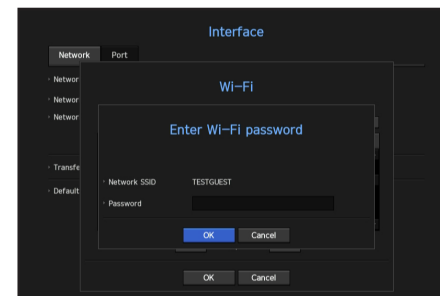 Interface
Network Port
Networ
Wi-Fi
Networ
Networ
Enter Wi-Fi password
Transfe
Network SSID TESTGUEST
Default
Password
OK Cancel
OK Cancel